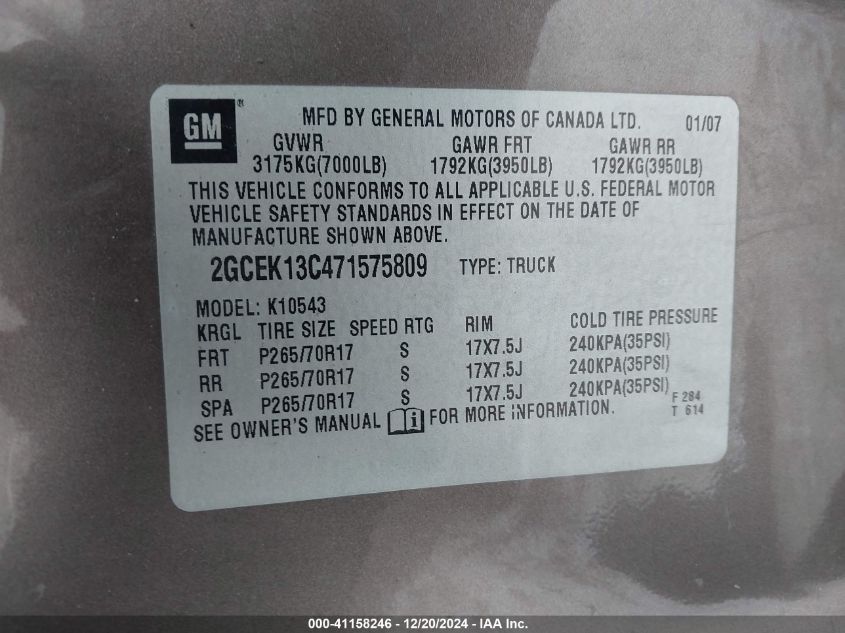 GM®
MFD BY GENERAL MOTORS OF CANADA LTD. 01/07
GVWR GAWR FRT GAWR RR
3175KG(7000LB) 1792KG(3950LB) 1792KG(3950LB)
THIS VEHICLE CONFORMS TO ALL APPLICABLE U.S. FEDERAL MOTOR
VEHICLE SAFETY STANDARDS IN EFFECT ON THE DATE OF
MANUFACTURE SHOWN ABOVE.
2GCEK13C471575809 TYPE: TRUCK
MODEL: K10543
KRGL TIRE SIZE SPEED RTG RIM COLD TIRE PRESSURE
FRT P265/70R17 S 17X7.5J 240KPA(35PSI)
RR P265/70R17 S 17X7.5J 240KPA(35PSI)
SPA P265/70R17 S 17X7.5J 240KPA(35PSI)
SEE OWNER'S MANUAL i FOR MORE INFORMATION.
F 284
T 614
000-41158246 - 12/20/2024 - IAA Inc.